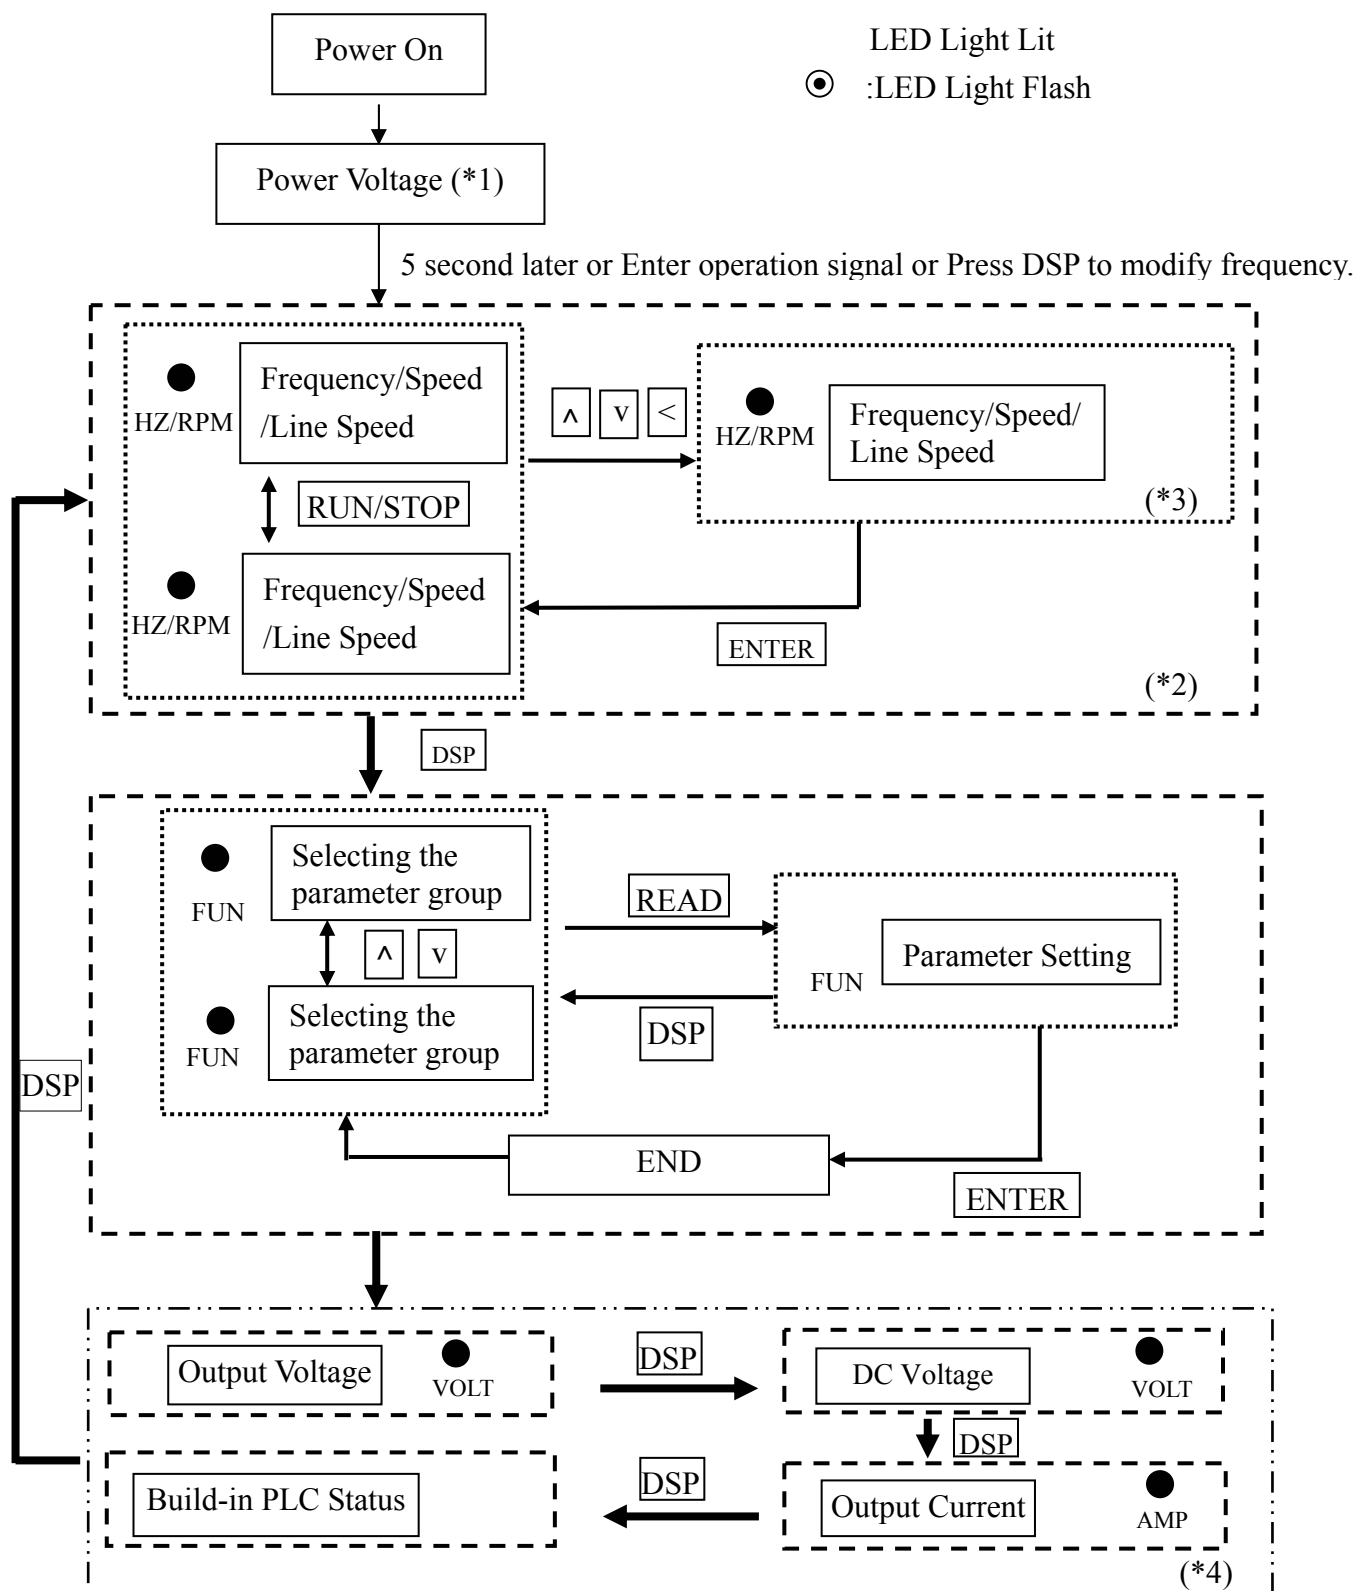 Power On
LED Light Lit
:LED Light Flash
Power Voltage (*1)
5 second later or Enter operation signal or Press DSP to modify frequency.
Frequency/Speed
/Line Speed
HZ/RPM
^ v <
Frequency/Speed/
Line Speed
HZ/RPM
(*3)
RUN/STOP
Frequency/Speed
/Line Speed
HZ/RPM
ENTER
(*2)
DSP
Selecting the
parameter group
FUN
READ
^ v
Parameter Setting
FUN
Selecting the
parameter group
FUN
DSP
DSP
END
ENTER
Output Voltage
VOLT
DSP
DC Voltage
VOLT
DSP
Build-in PLC Status
DSP
Output Current
AMP
(*4)